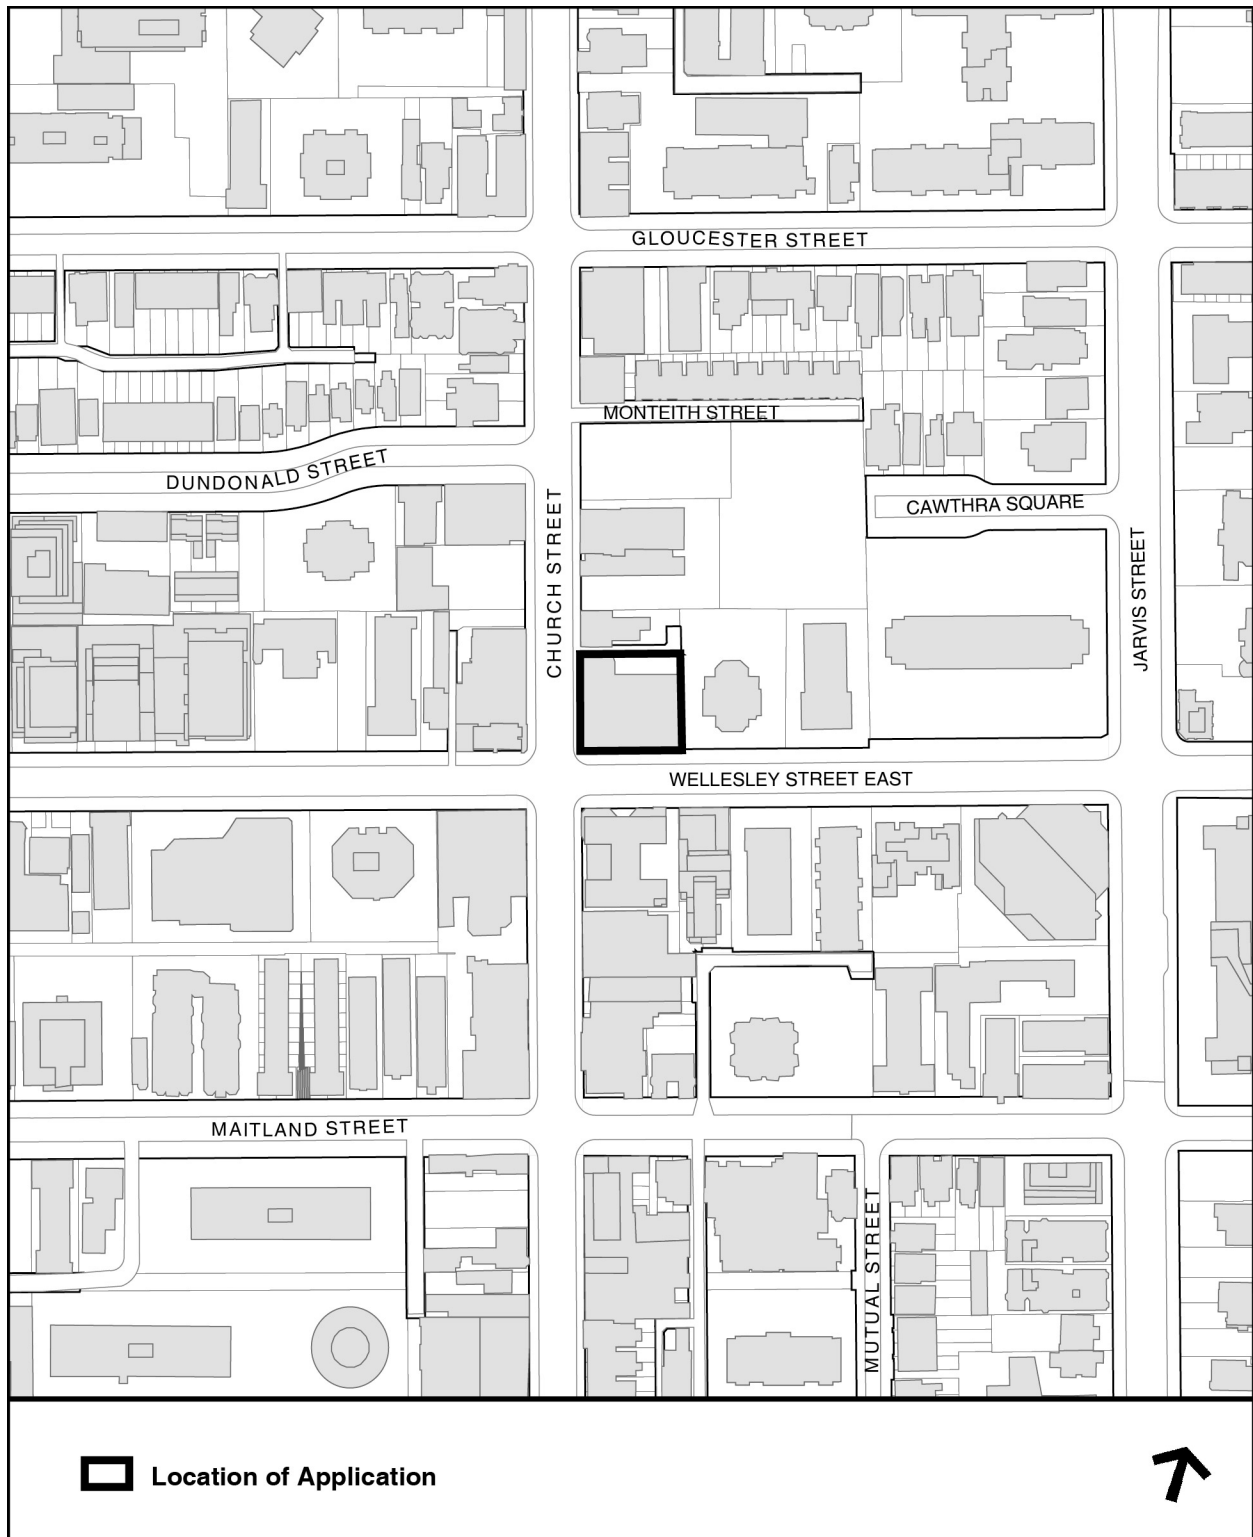 GLOUCESTER STREET
MONTEITH STREET
DUNDONALD STREET
CAWTHRA SQUARE
CHURCH STREET
JARVIS STREET
WELLESLEY STREET EAST
MAITLAND STREET
MUTUAL STREET
Location of Application